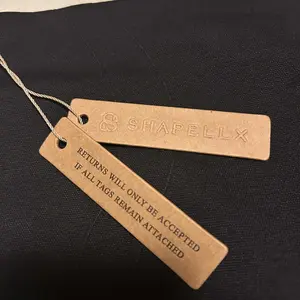 SHAPELLX
RETURNS WILL ONLY BE ACCEPTED
IF ALL TAGS REMAIN ATTACHED